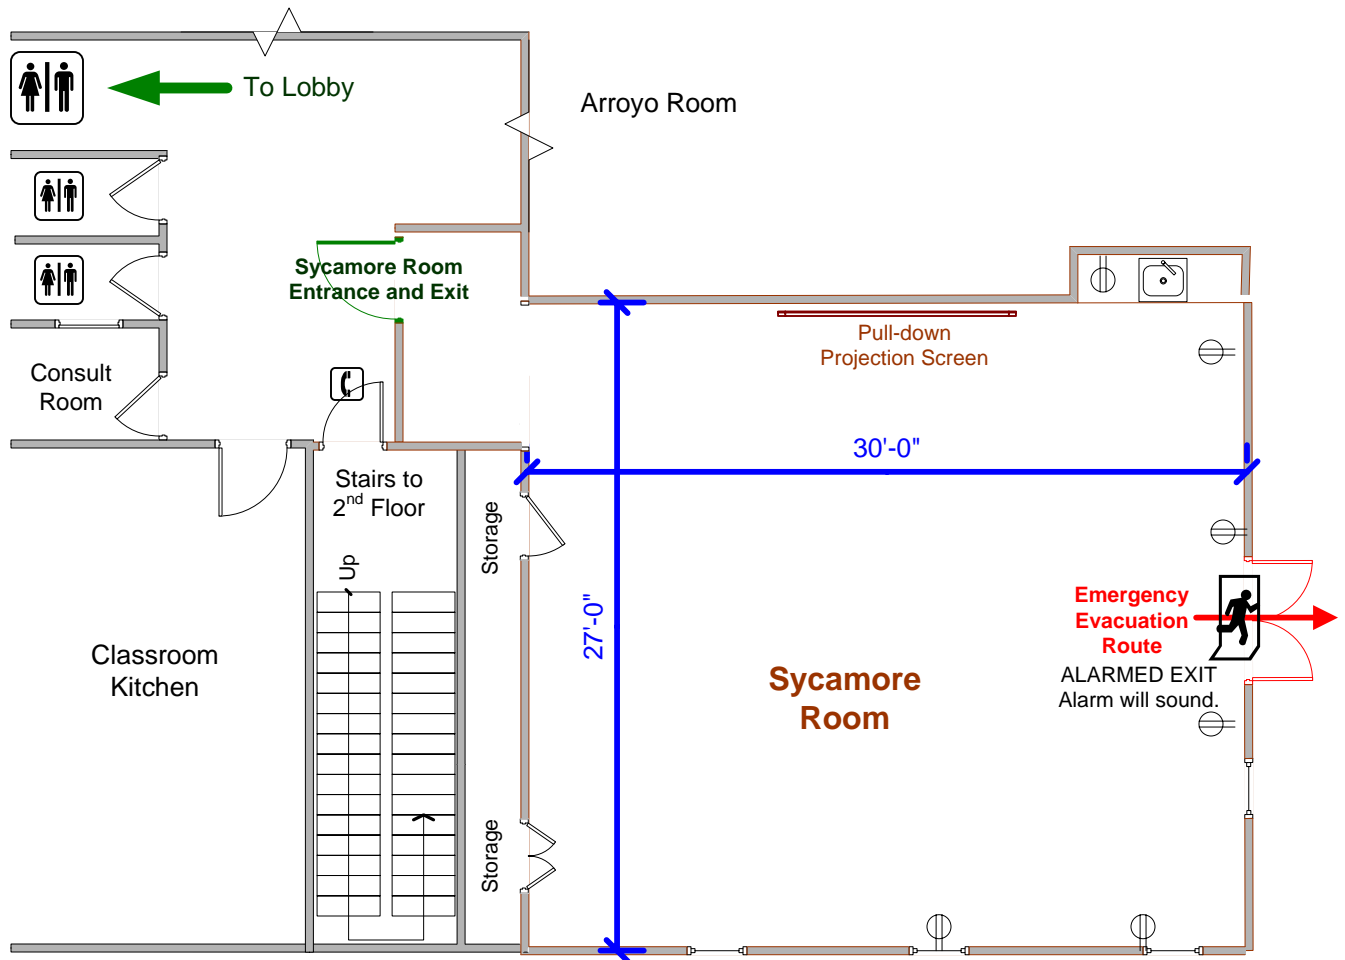 To Lobby
Arroyo Room
Sycamore Room
Entrance and Exit
Pull-down
Projection Screen
Consult
Room
30'-0"
Stairs to
2nd Floor
Storage
Up
27'-0"
Emergency
Evacuation
Route
ALARMED EXIT
Alarm will sound.
Classroom
Kitchen
Sycamore
Room
Storage